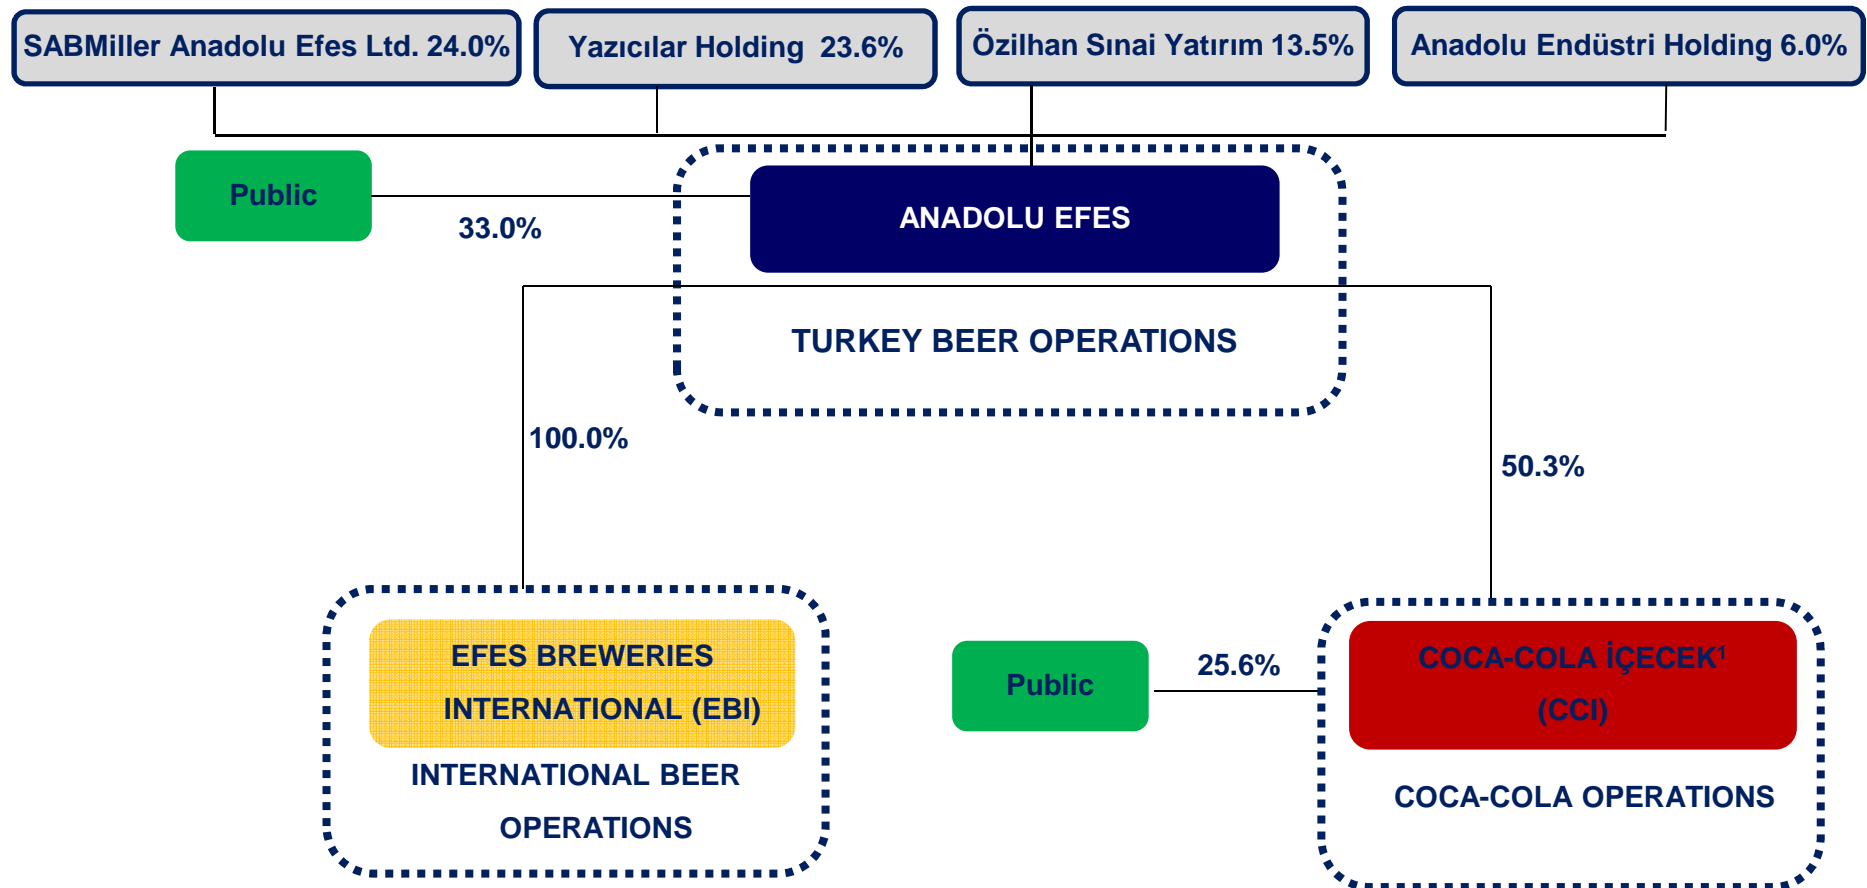 SABMiller Anadolu Efes Ltd. 24.0%
Yazıcılar Holding 23.6%
Özilhan Sınai Yatırım 13.5%
Anadolu Endüstri Holding 6.0%
Public
33.0%
ANADOLU EFES
TURKEY BEER OPERATIONS
100.0%
50.3%
EFES BREWERIES
INTERNATIONAL (EBI)
INTERNATIONAL BEER
OPERATIONS
Public
25.6%
COCA-COLA İÇECEK¹
(CCI)
COCA-COLA OPERATIONS